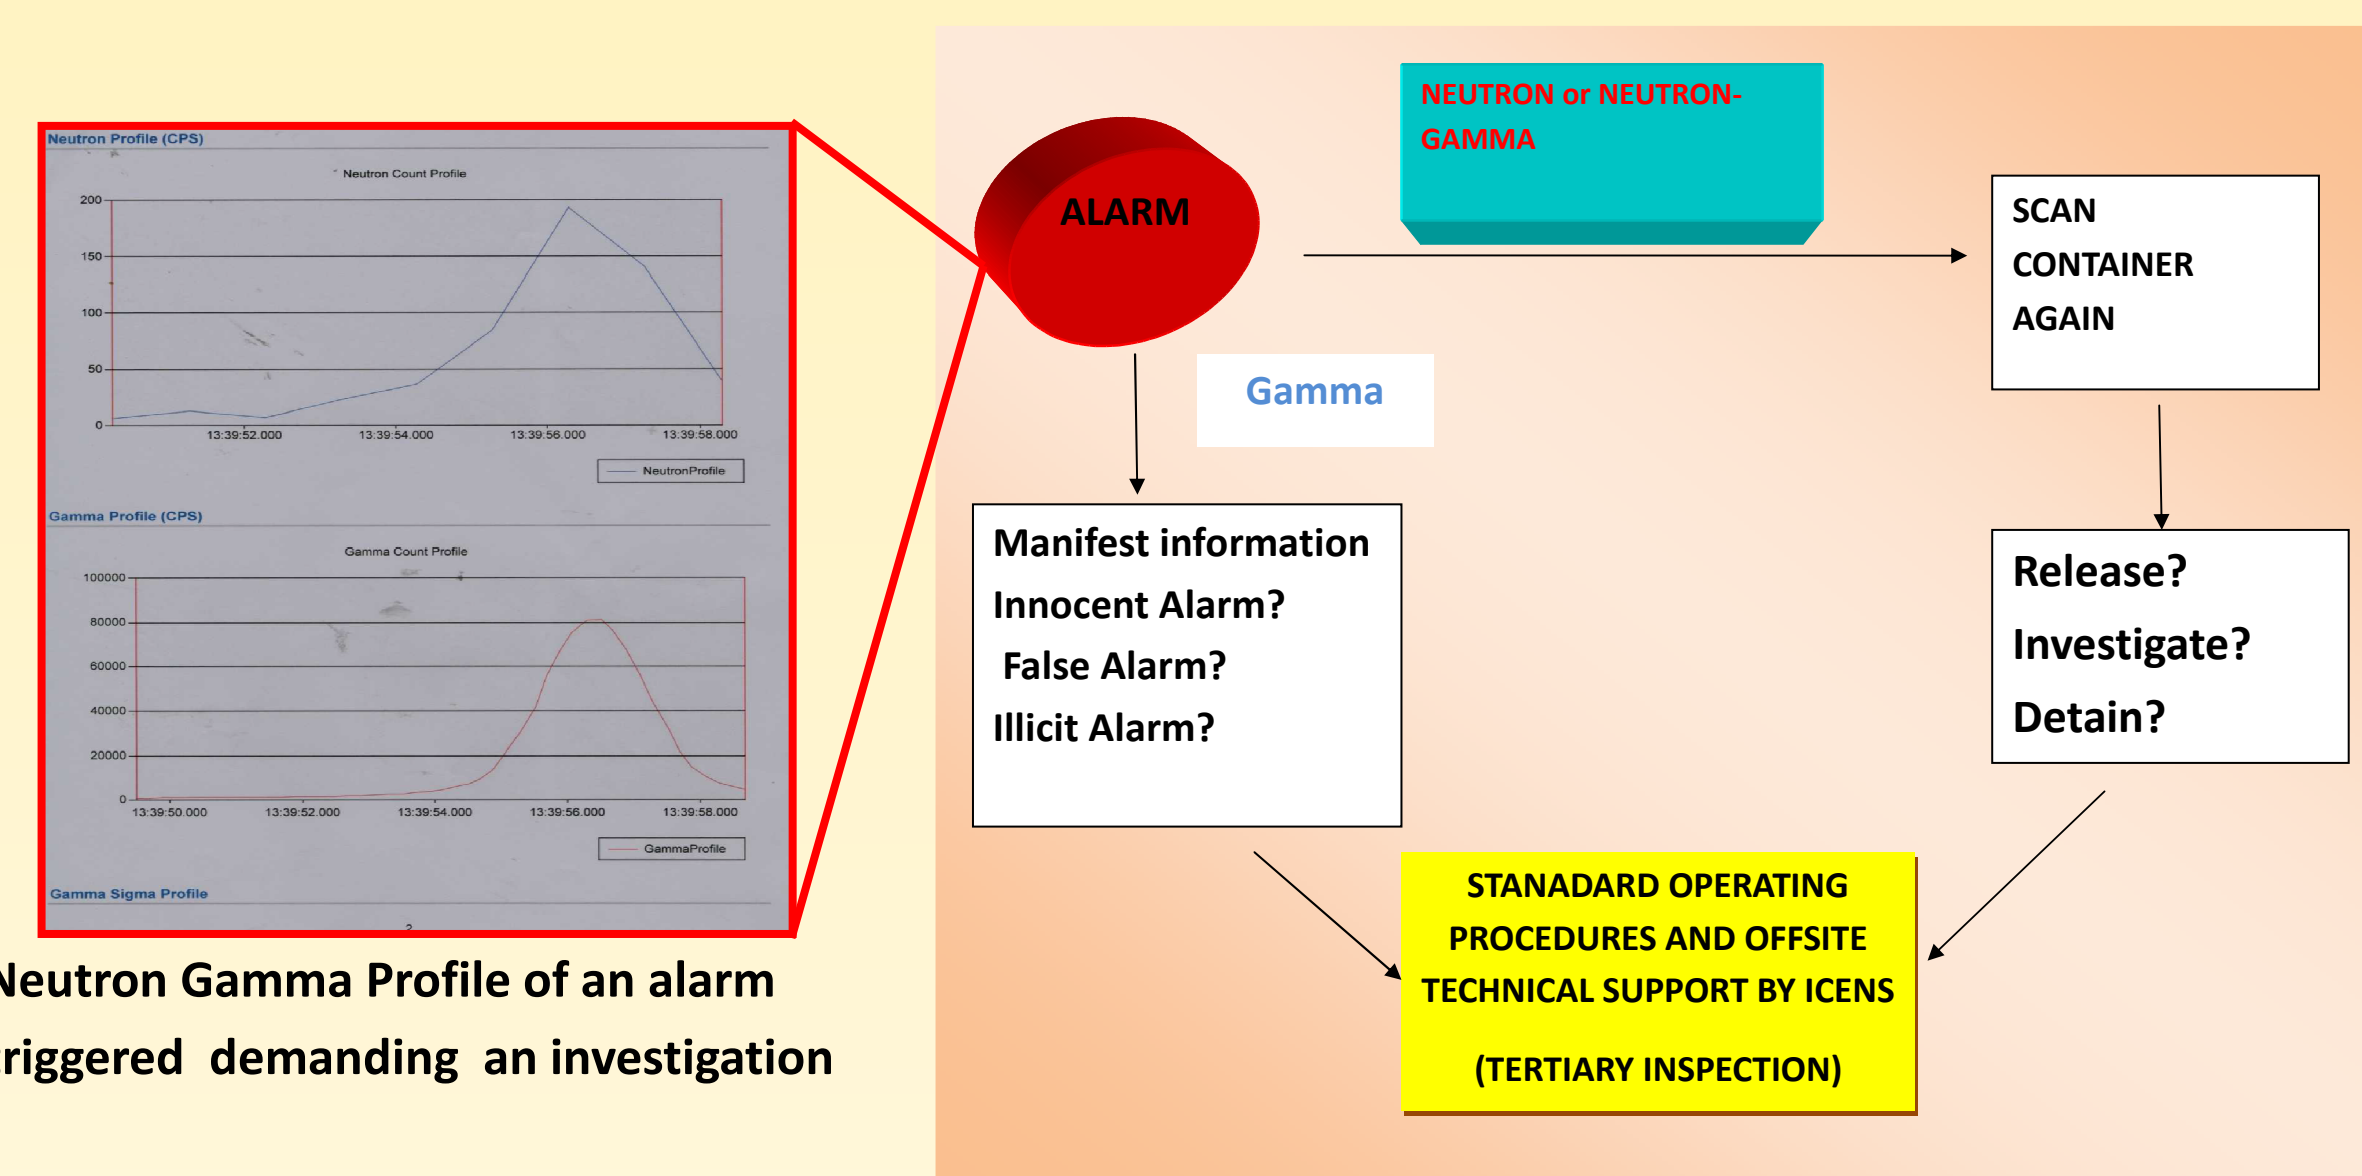 Neutron Profile (CPS)
Neutron Count Profile
200
150
100
50
0
13:39:52.000
13:39:54.000
13:39:56.000
13:39:58.000
NeutronProfile
Gamma Profile (CPS)
Gamma Count Profile
100000
80000
60000
40000
20000
0
13:39:50.000
13:39:52.000
13:39:54.000
13:39:56.000
13:39:58.000
GammaProfile
Gamma Sigma Profile
2
Neutron Gamma Profile of an alarm
triggered demanding an investigation
ALARM
NEUTRON or NEUTRON-
GAMMA
SCAN
CONTAINER
AGAIN
Gamma
Manifest information
Innocent Alarm?
False Alarm?
Illicit Alarm?
Release?
Investigate?
Detain?
STANADARD OPERATING
PROCEDURES AND OFFSITE
TECHNICAL SUPPORT BY ICENS
(TERTIARY INSPECTION)